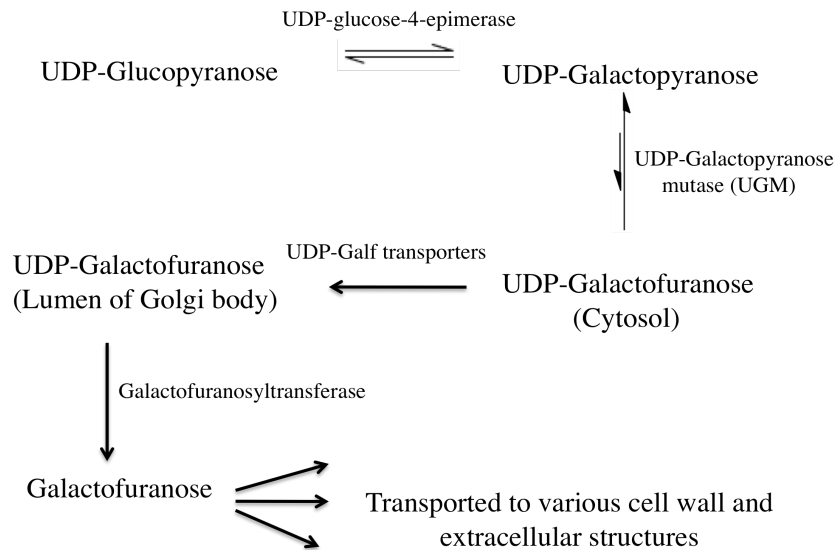 UDP-glucose-4-epimerase
UDP-Glucopyranose
UDP-Galactopyranose
UDP-Galactopyranose
mutase (UGM)
UDP-Galactofuranose
(Cytosol)
UDP-Galf transporters
UDP-Galactofuranose
(Lumen of Golgi body)
Galactofuranosyltransferase
Galactofuranose
Transported to various cell wall and
extracellular structures